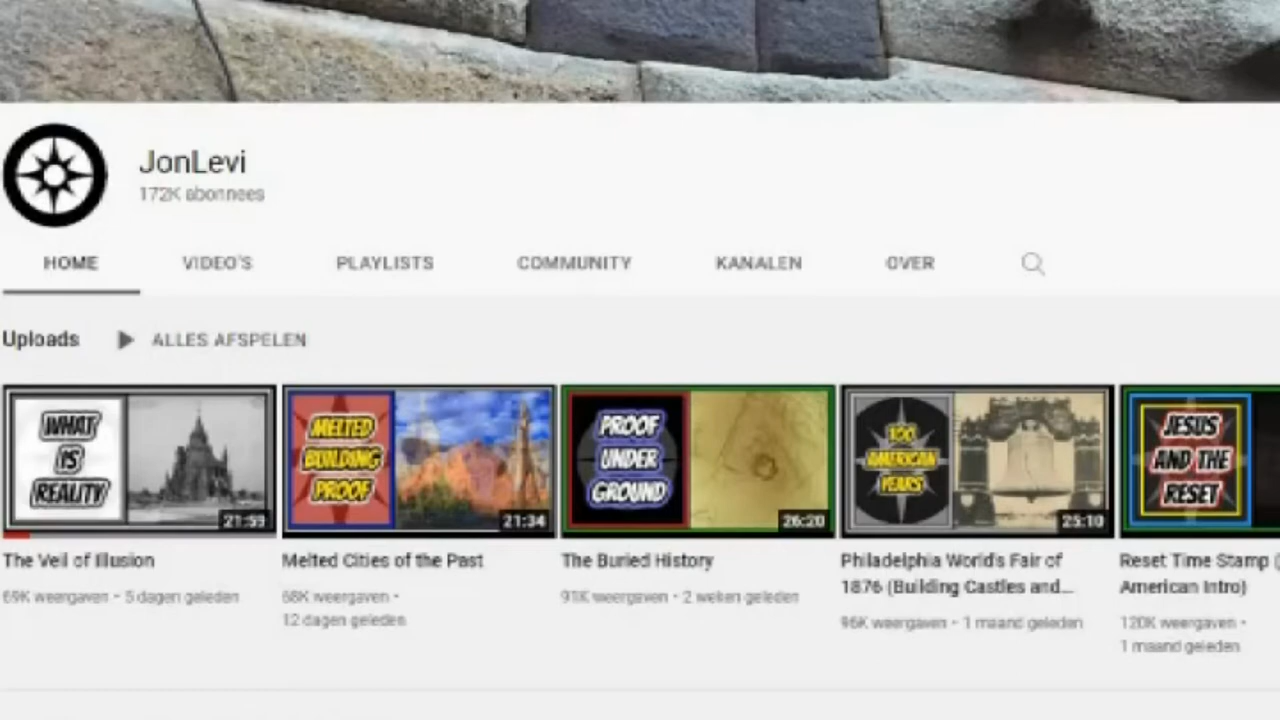 JonLevi
172K abonnees
HOME VIDEO'S PLAYLISTS COMMUNITY KANALEN OVER
Uploads ALLES AFSPELEN
WHAT
IS
REALITY
21:59
MELTED
BUILDING
PROOF
21:34
PROOF
UNDER
GROUND
26:20
100
AMERICAN
YEARS
25:10
JESUS
AND THE
RESET
The Veil of Illusion
69K weergaven • 5 dagen geleden
Melted Cities of the Past
68K weergaven •
12 dagen geleden
The Buried History
91K weergaven • 2 weken geleden
Philadelphia World's Fair of
1876 (Building Castles and...
96K weergaven • 1 maand geleden
Reset Time Stamp (
American Intro)
120K weergaven •
1 maand geleden